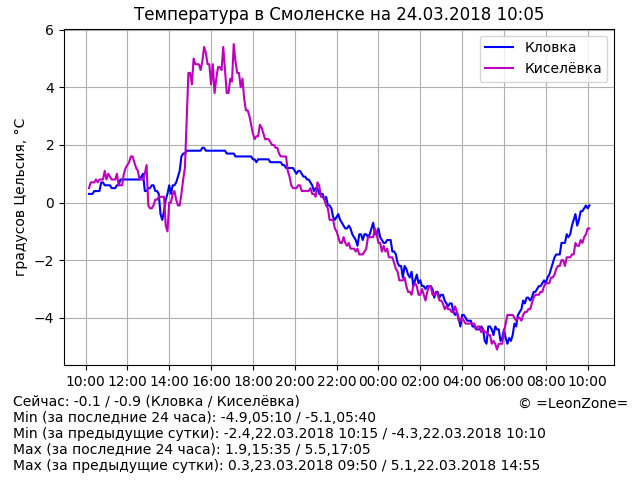 Температура в Смоленске на 24.03.2018 10:05
градусов Цельсия, °C
6
4
2
0
−2
−4
Кловка
Киселёвка
10:00 12:00 14:00 16:00 18:00 20:00 22:00 00:00 02:00 04:00 06:00 08:00 10:00
Сейчас: -0.1 / -0.9 (Кловка / Киселёвка)
© =LeonZone=
Min (за последние 24 часа): -4.9,05:10 / -5.1,05:40
Min (за предыдущие сутки): -2.4,22.03.2018 10:15 / -4.3,22.03.2018 10:10
Max (за последние 24 часа): 1.9,15:35 / 5.5,17:05
Max (за предыдущие сутки): 0.3,23.03.2018 09:50 / 5.1,22.03.2018 14:55